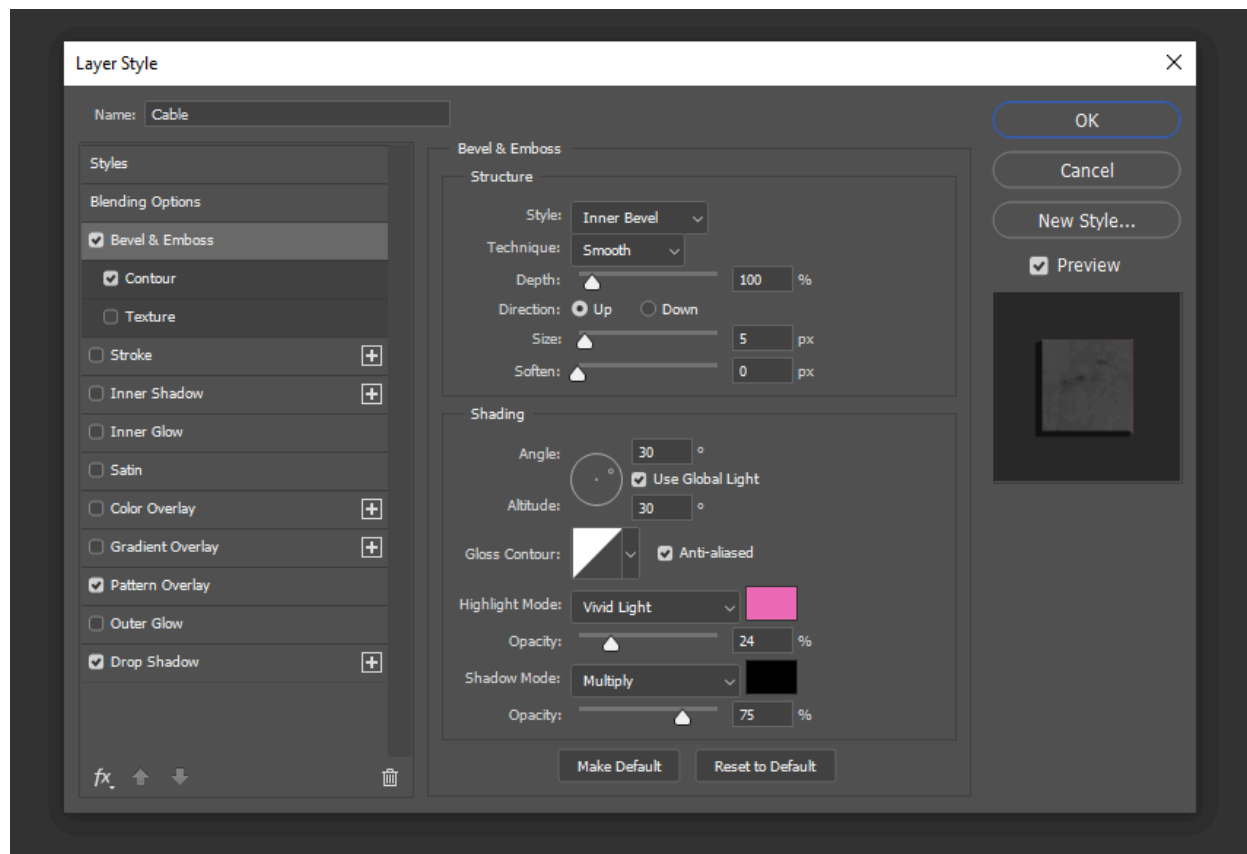 Layer Style
Name: Cable
Styles
Blending Options
Bevel & Emboss
Contour
Texture
Stroke
Inner Shadow
Inner Glow
Satin
Color Overlay
Gradient Overlay
Pattern Overlay
Outer Glow
Drop Shadow
fx
Bevel & Emboss
Structure
Style: Inner Bevel
Technique: Smooth
Depth: 100 %
Direction: Up Down
Size: 5 px
Soften: 0 px
Shading
Angle: 30 °
Use Global Light
Altitude: 30 °
Gloss Contour: Anti-aliased
Highlight Mode: Vivid Light
Opacity: 24 %
Shadow Mode: Multiply
Opacity: 75 %
Make Default Reset to Default
OK
Cancel
New Style...
Preview